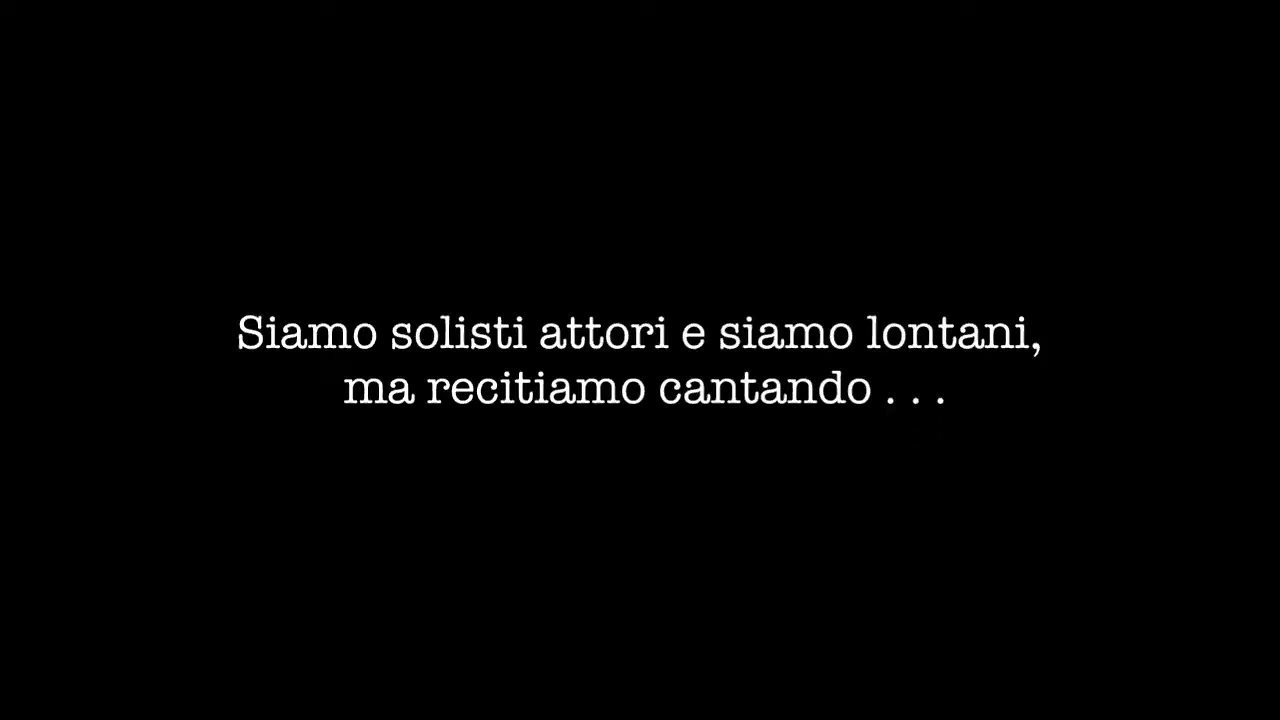 Siamo solisti attori e siamo lontani,
ma recitiamo cantando . . .